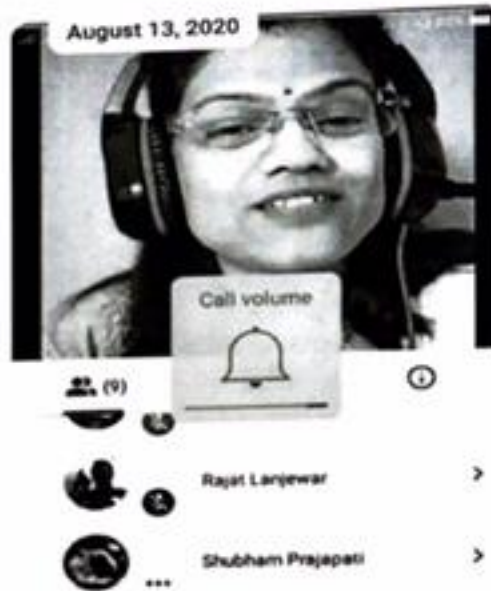 August 13, 2020
Call volume
(9)
Rajat Lanjewar
Shubham Prajapati